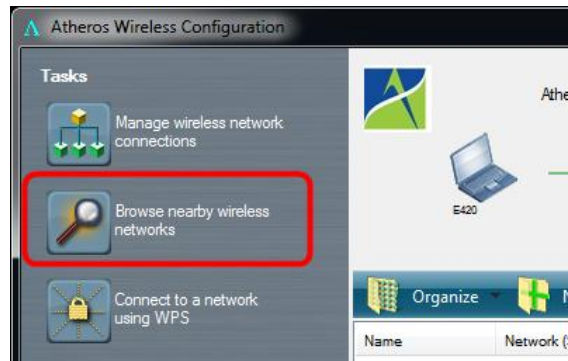 Atheros Wireless Configuration
Tasks
Manage wireless network
connections
Browse nearby wireless
networks
Connect to a network
using WPS
E420
Organize
Name
Network